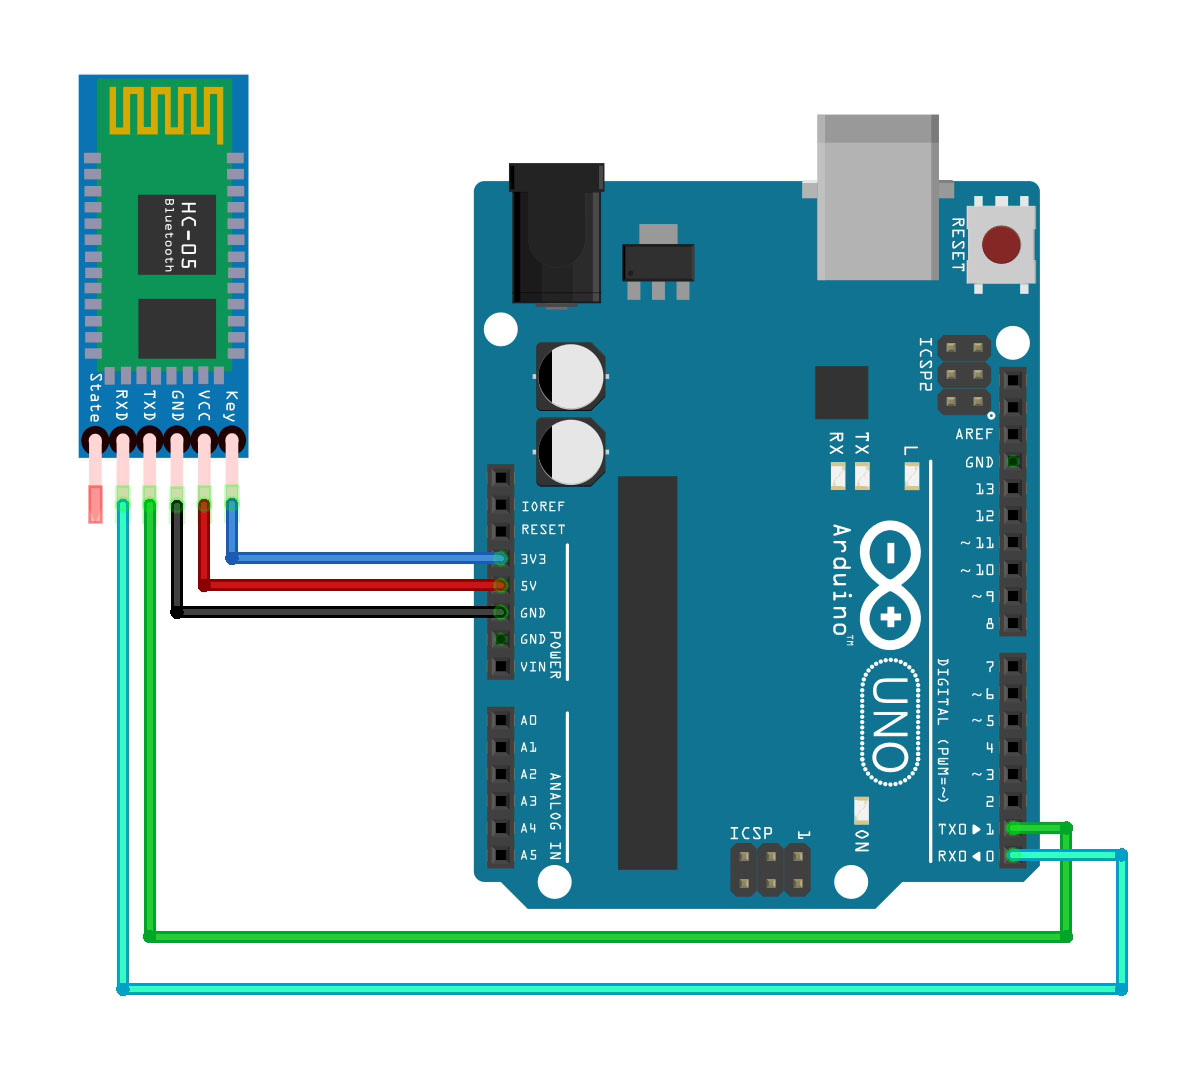 HC-05
Bluetooth
State
RXD
TXD
GND
VCC
Key
RESET
ICSP2
AREF
GND
13
12
~11
~10
~9
8
7
~6
~5
4
~3
2
TX0▶1
RX0◀0
DIGITAL (PWM=~)
RX
TX
L
Arduino™
UNO
ON
ICSP
1
IOREF
RESET
3V3
5V
GND
GND
VIN
POWER
A0
A1
A2
A3
A4
A5
ANALOG IN